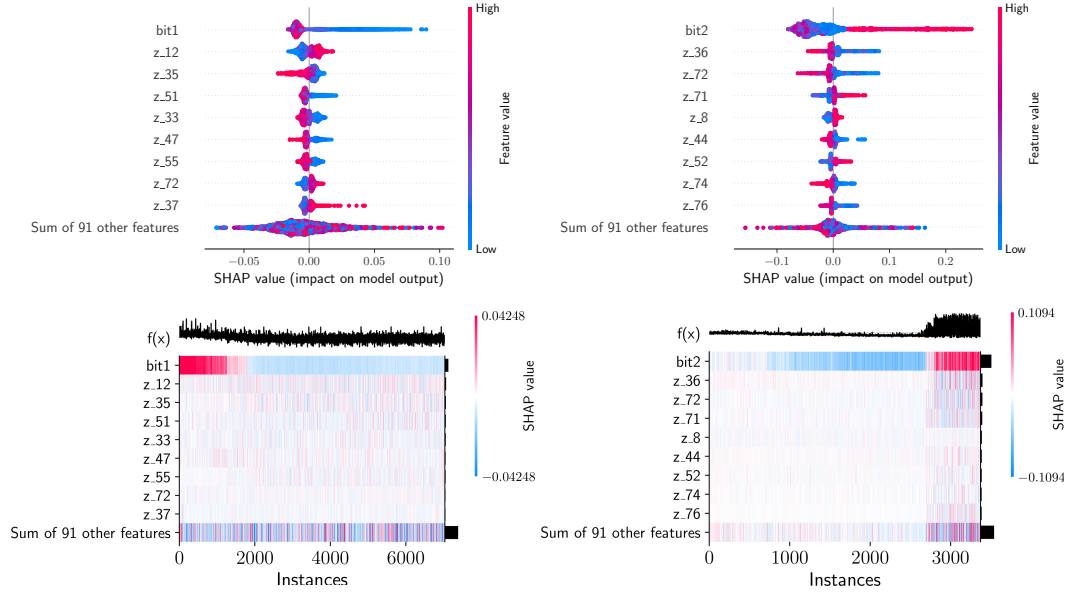 bit1
z_12
z_35
z_51
z_33
z_47
z_55
z_72
z_37
Sum of 91 other features
−0.05 0.00 0.05 0.10
SHAP value (impact on model output)
High
Low
Feature value
bit2
z_36
z_72
z_71
z_8
z_44
z_52
z_74
z_76
Sum of 91 other features
−0.1 0.0 0.1 0.2
SHAP value (impact on model output)
High
Low
Feature value
f(x)
bit1
z_12
z_35
z_51
z_33
z_47
z_55
z_72
z_37
Sum of 91 other features
0 2000 4000 6000
Instances
0.04248
−0.04248
SHAP value
f(x)
bit2
z_36
z_72
z_71
z_8
z_44
z_52
z_74
z_76
Sum of 91 other features
0 1000 2000 3000
Instances
0.1094
−0.1094
SHAP value